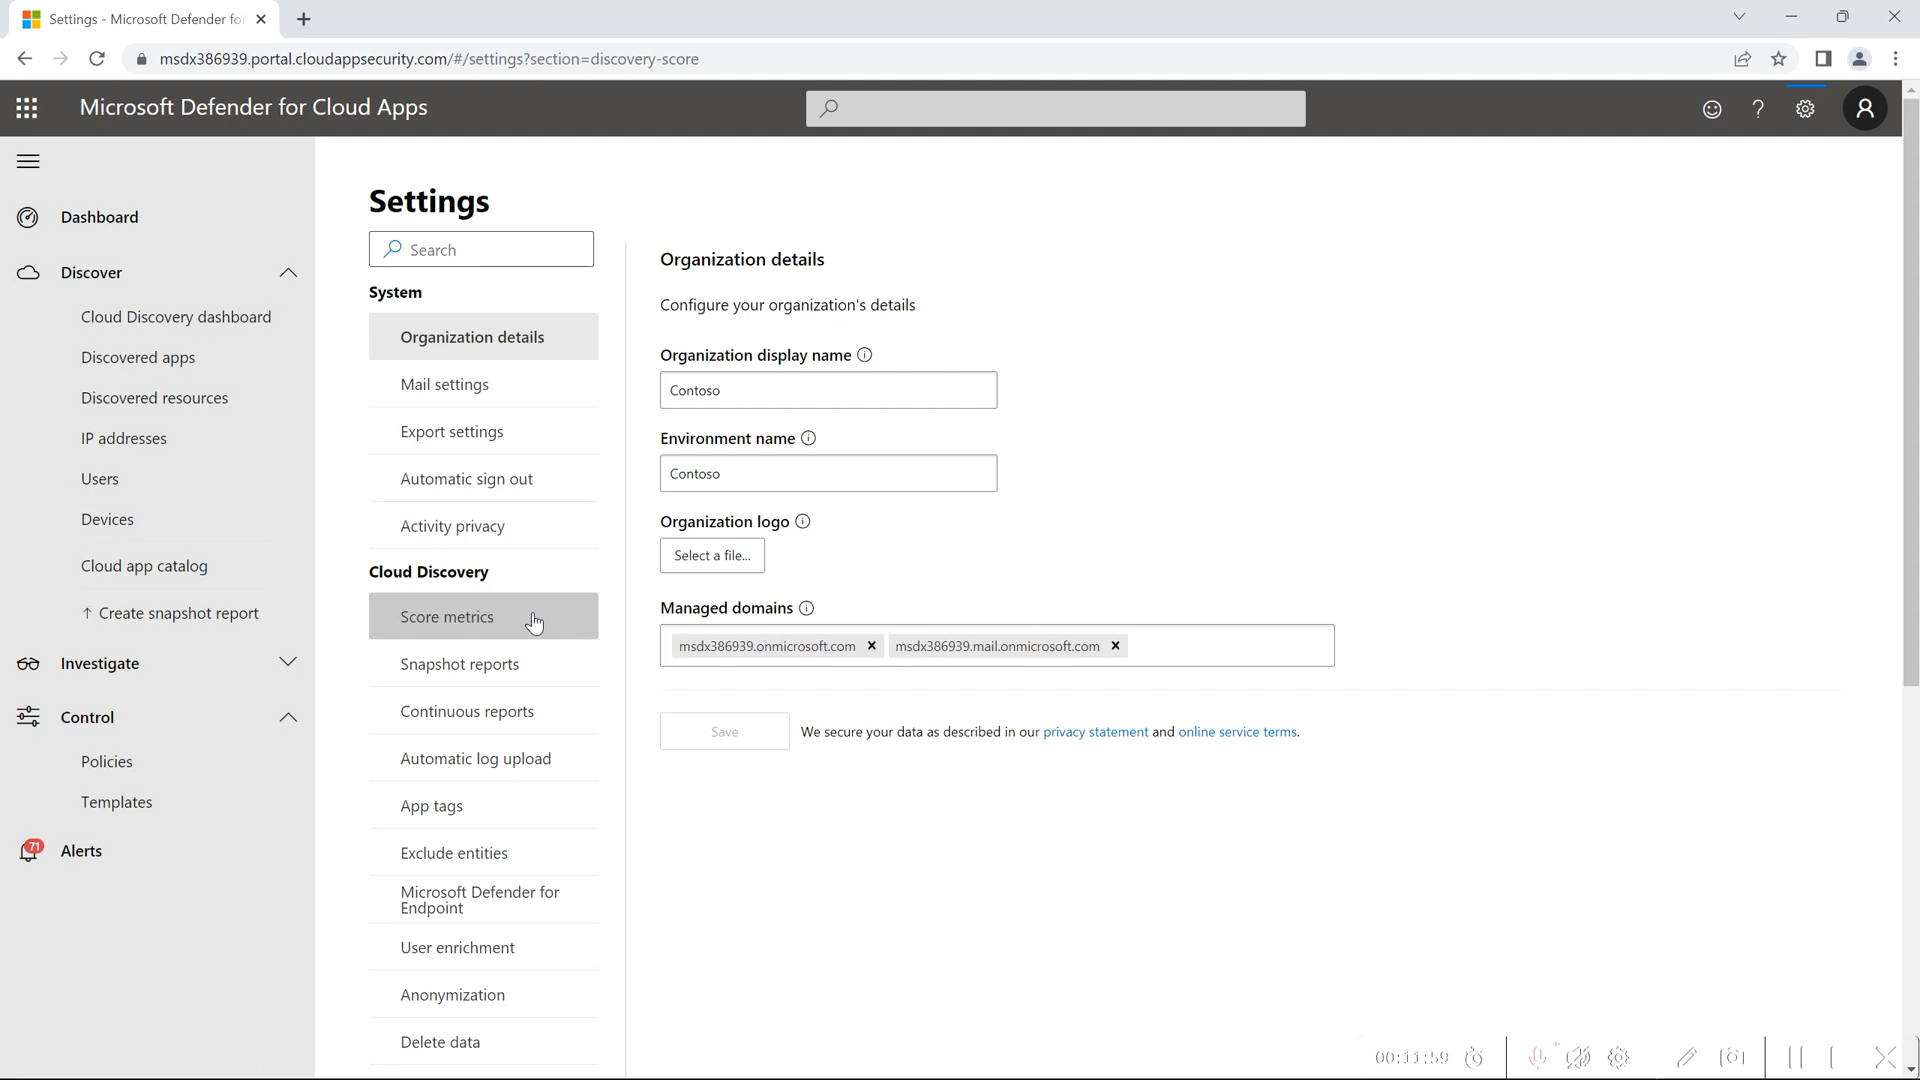 Settings - Microsoft Defender fo
msdx386939.portal.cloudappsecurity.com/#/settings?section=discovery-score
Microsoft Defender for Cloud Apps
Dashboard
Discover
Cloud Discovery dashboard
Discovered apps
Discovered resources
IP addresses
Users
Devices
Cloud app catalog
Create snapshot report
Investigate
Control
Policies
Templates
71
Alerts
Settings
Search
System
Organization details
Mail settings
Export settings
Automatic sign out
Activity privacy
Cloud Discovery
Score metrics
Snapshot reports
Continuous reports
Automatic log upload
App tags
Exclude entities
Microsoft Defender for
Endpoint
User enrichment
Anonymization
Delete data
Organization details
Configure your organization's details
Organization display name
Contoso
Environment name
Contoso
Organization logo
Select a file...
Managed domains
msdx386939.onmicrosoft.com msdx386939.mail.onmicrosoft.com
Save We secure your data as described in our privacy statement and online service terms.
00:11:59